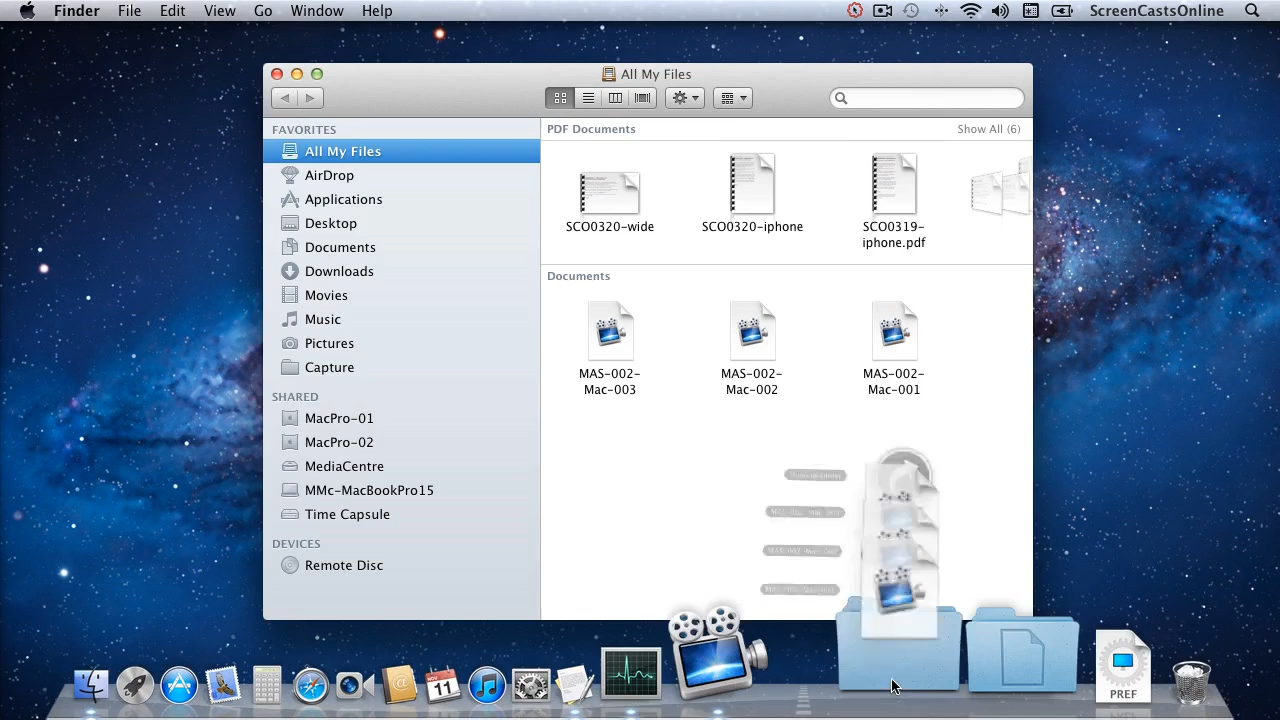 Finder File Edit View Go Window Help ScreenCastsOnline
All My Files
FAVORITES
All My Files
AirDrop
Applications
Desktop
Documents
Downloads
Movies
Music
Pictures
Capture
SHARED
MacPro-01
MacPro-02
MediaCentre
MMc-MacBookPro15
Time Capsule
DEVICES
Remote Disc
PDF Documents Show All (6)
SCO0320-wide SCO0320-iphone SCO0319-
iphone.pdf
Documents
MAS-002- MAS-002- MAS-002-
Mac-003 Mac-002 Mac-001
11
PREF